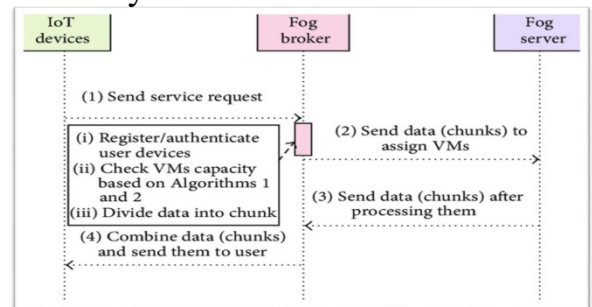 IoT
devices
Fog
broker
Fog
server
(1) Send service request
(i) Register/authenticate
user devices
(ii) Check VMs capacity
based on Algorithms 1
and 2
(iii) Divide data into chunk
(2) Send data (chunks) to
assign VMs
(3) Send data (chunks) after
processing them
(4) Combine data (chunks)
and send them to user